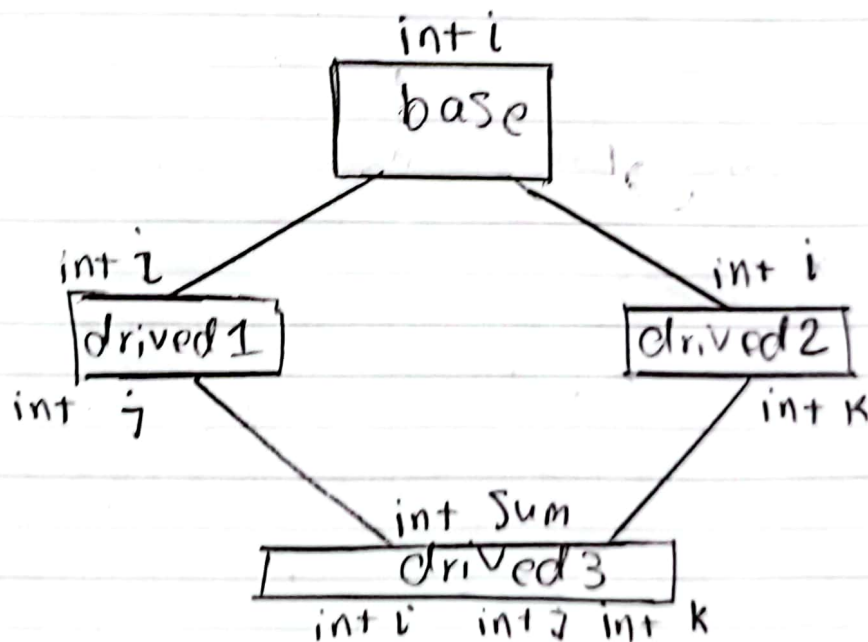 int i
base
int i
int i
drived1
drived2
int j
int k
int sum
drived3
int i int j int k